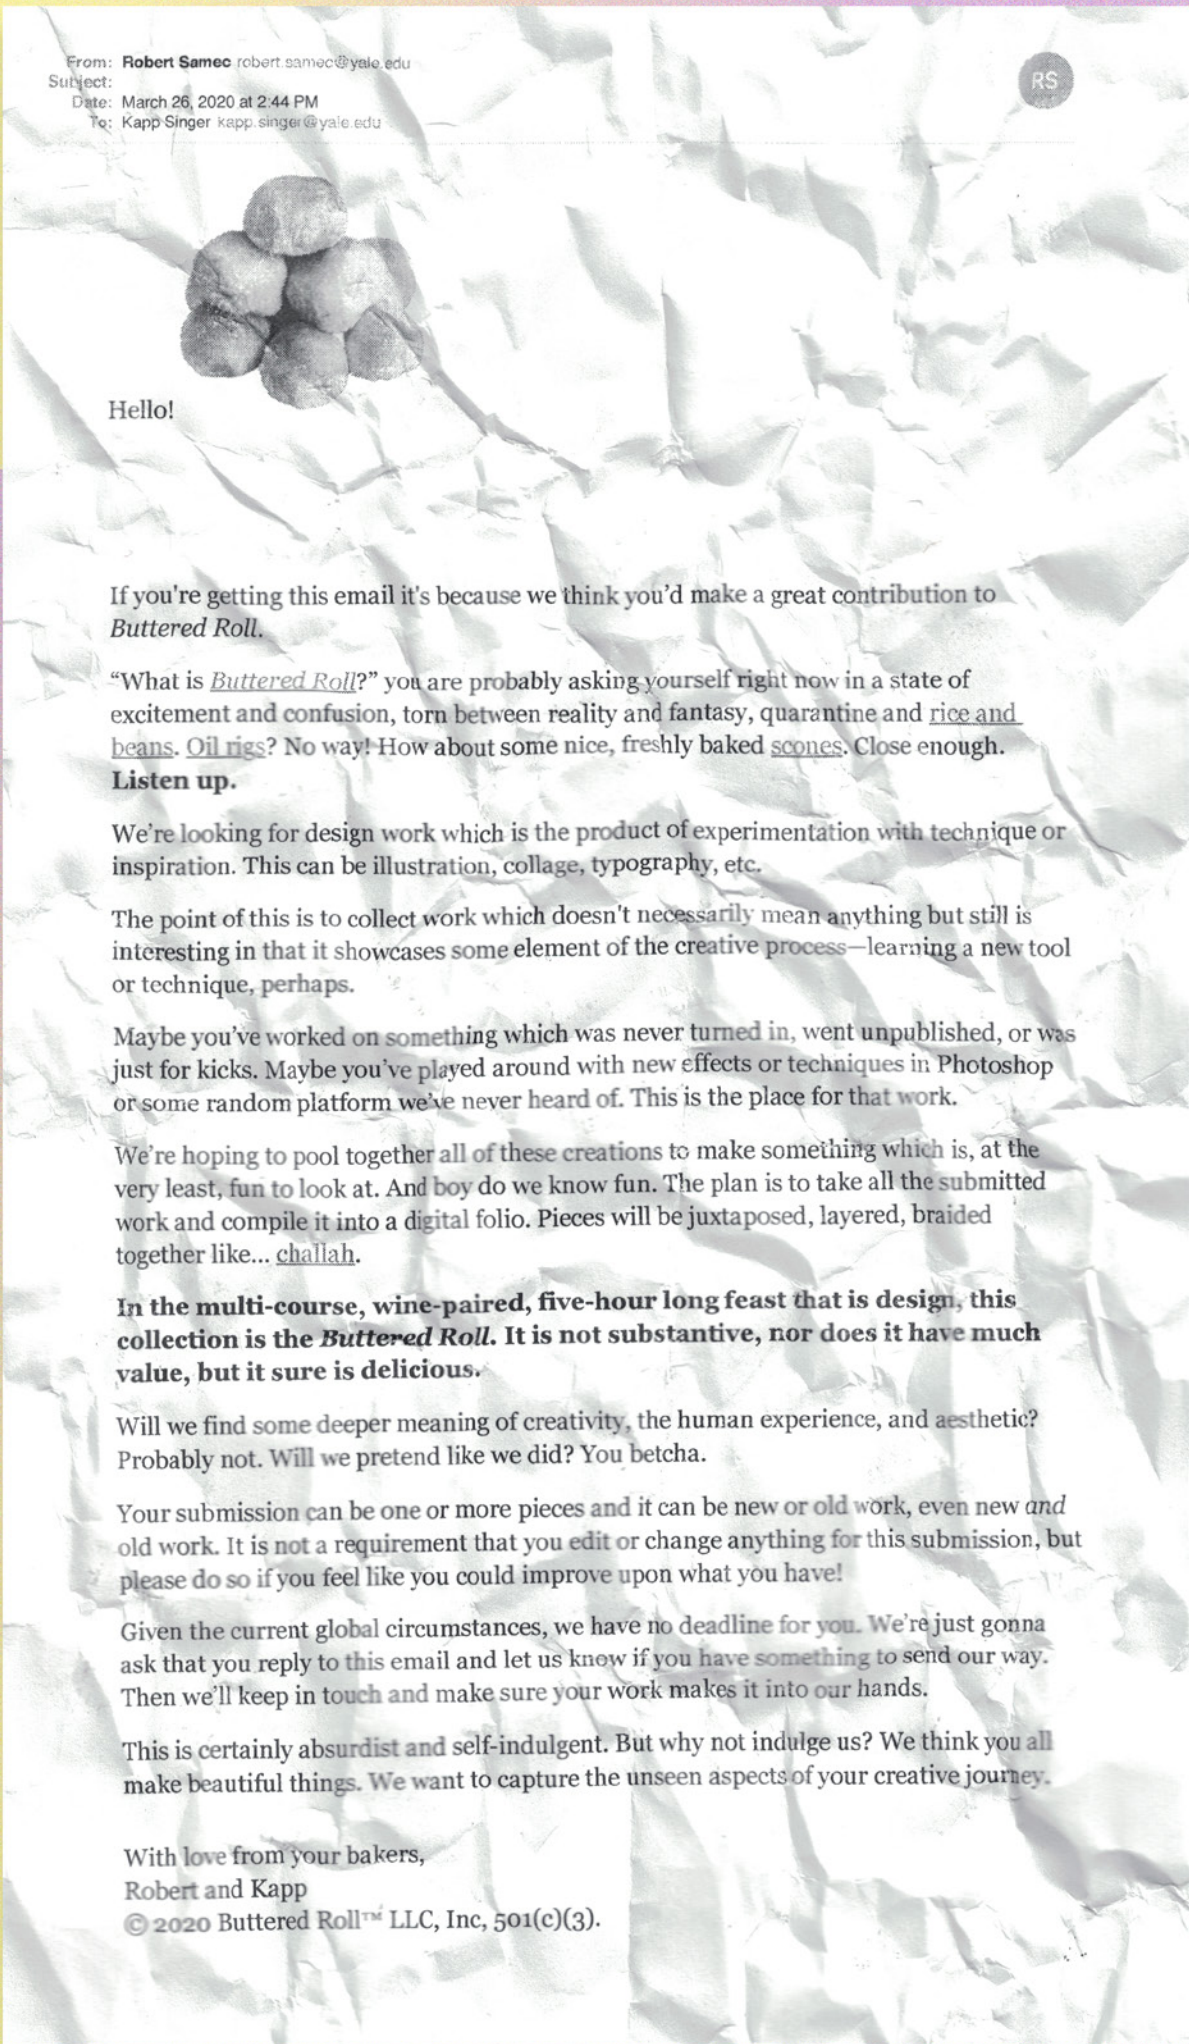 From: Robert Samec robert.samec@yale.edu
Subject:
Date: March 26, 2020 at 2:44 PM
To: Kapp Singer kapp.singer@yale.edu
RS
Hello!
If you're getting this email it's because we think you’d make a great contribution to
Buttered Roll.
“What is Buttered Roll?” you are probably asking yourself right now in a state of
excitement and confusion, torn between reality and fantasy, quarantine and rice and
beans. Oil rigs? No way! How about some nice, freshly baked scones. Close enough.
Listen up.
We’re looking for design work which is the product of experimentation with technique or
inspiration. This can be illustration, collage, typography, etc.
The point of this is to collect work which doesn't necessarily mean anything but still is
interesting in that it showcases some element of the creative process—learning a new tool
or technique, perhaps.
Maybe you’ve worked on something which was never turned in, went unpublished, or was
just for kicks. Maybe you’ve played around with new effects or techniques in Photoshop
or some random platform we’ve never heard of. This is the place for that work.
We’re hoping to pool together all of these creations to make something which is, at the
very least, fun to look at. And boy do we know fun. The plan is to take all the submitted
work and compile it into a digital folio. Pieces will be juxtaposed, layered, braided
together like... challah.
In the multi-course, wine-paired, five-hour long feast that is design, this
collection is the Buttered Roll. It is not substantive, nor does it have much
value, but it sure is delicious.
Will we find some deeper meaning of creativity, the human experience, and aesthetic?
Probably not. Will we pretend like we did? You betcha.
Your submission can be one or more pieces and it can be new or old work, even new and
old work. It is not a requirement that you edit or change anything for this submission, but
please do so if you feel like you could improve upon what you have!
Given the current global circumstances, we have no deadline for you. We’re just gonna
ask that you reply to this email and let us know if you have something to send our way.
Then we’ll keep in touch and make sure your work makes it into our hands.
This is certainly absurdist and self-indulgent. But why not indulge us? We think you all
make beautiful things. We want to capture the unseen aspects of your creative journey.
With love from your bakers,
Robert and Kapp
© 2020 Buttered Roll™ LLC, Inc, 501(c)(3).